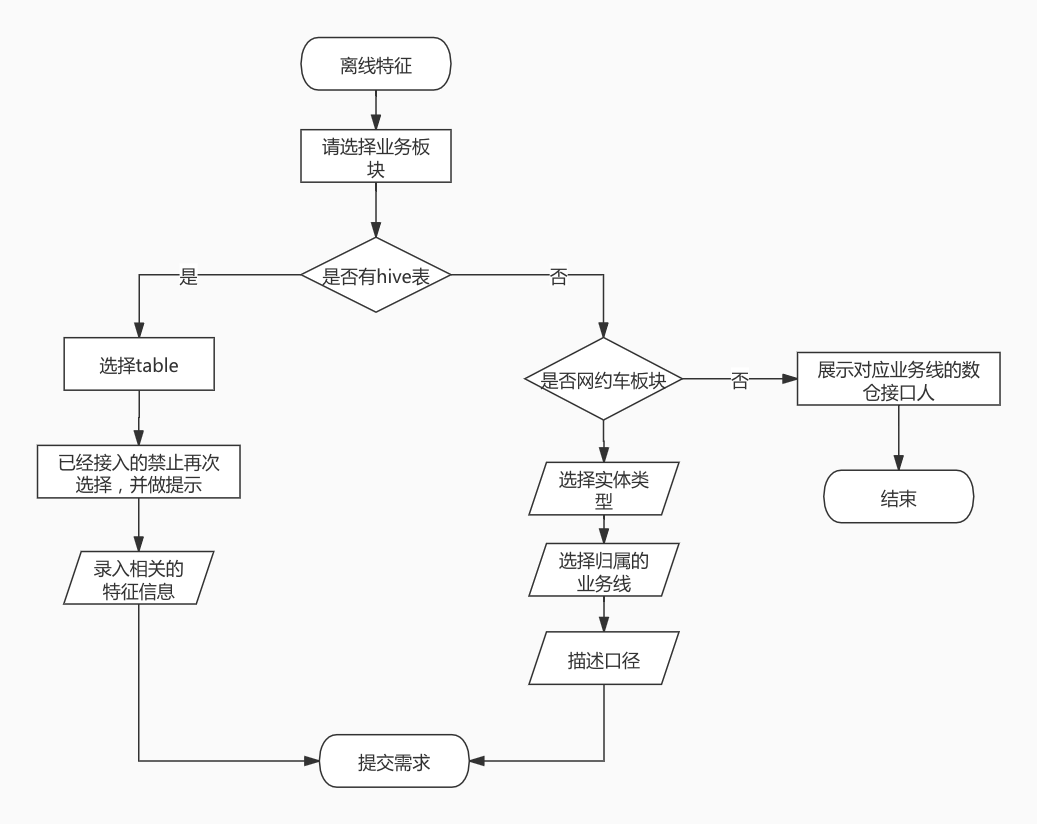 离线特征
请选择业务板
块
是否有hive表
是
否
选择table
是否网约车板块
否
展示对应业务线的数
仓接口人
已经接入的禁止再次
选择，并做提示
选择实体类
型
结束
录入相关的
特征信息
选择归属的
业务线
描述口径
提交需求